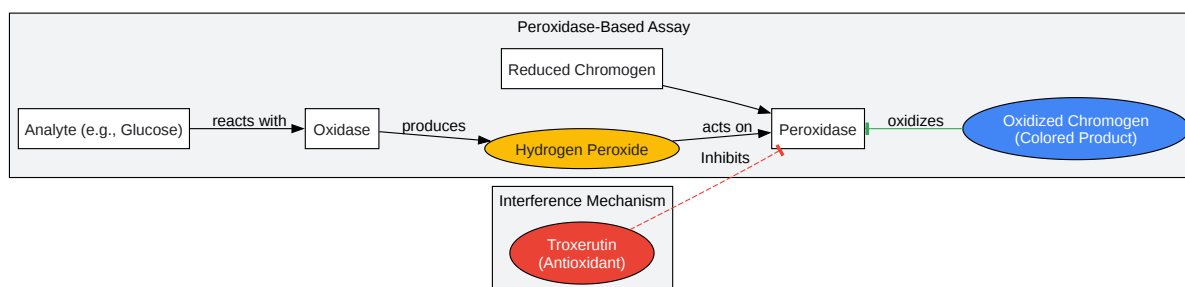 Peroxidase-Based Assay
Reduced Chromogen
Analyte (e.g., Glucose)
reacts with
Oxidase
produces
Hydrogen Peroxide
acts on
Peroxidase
oxidizes
Oxidized Chromogen
(Colored Product)
Inhibits
Interference Mechanism
Troxerutin
(Antioxidant)